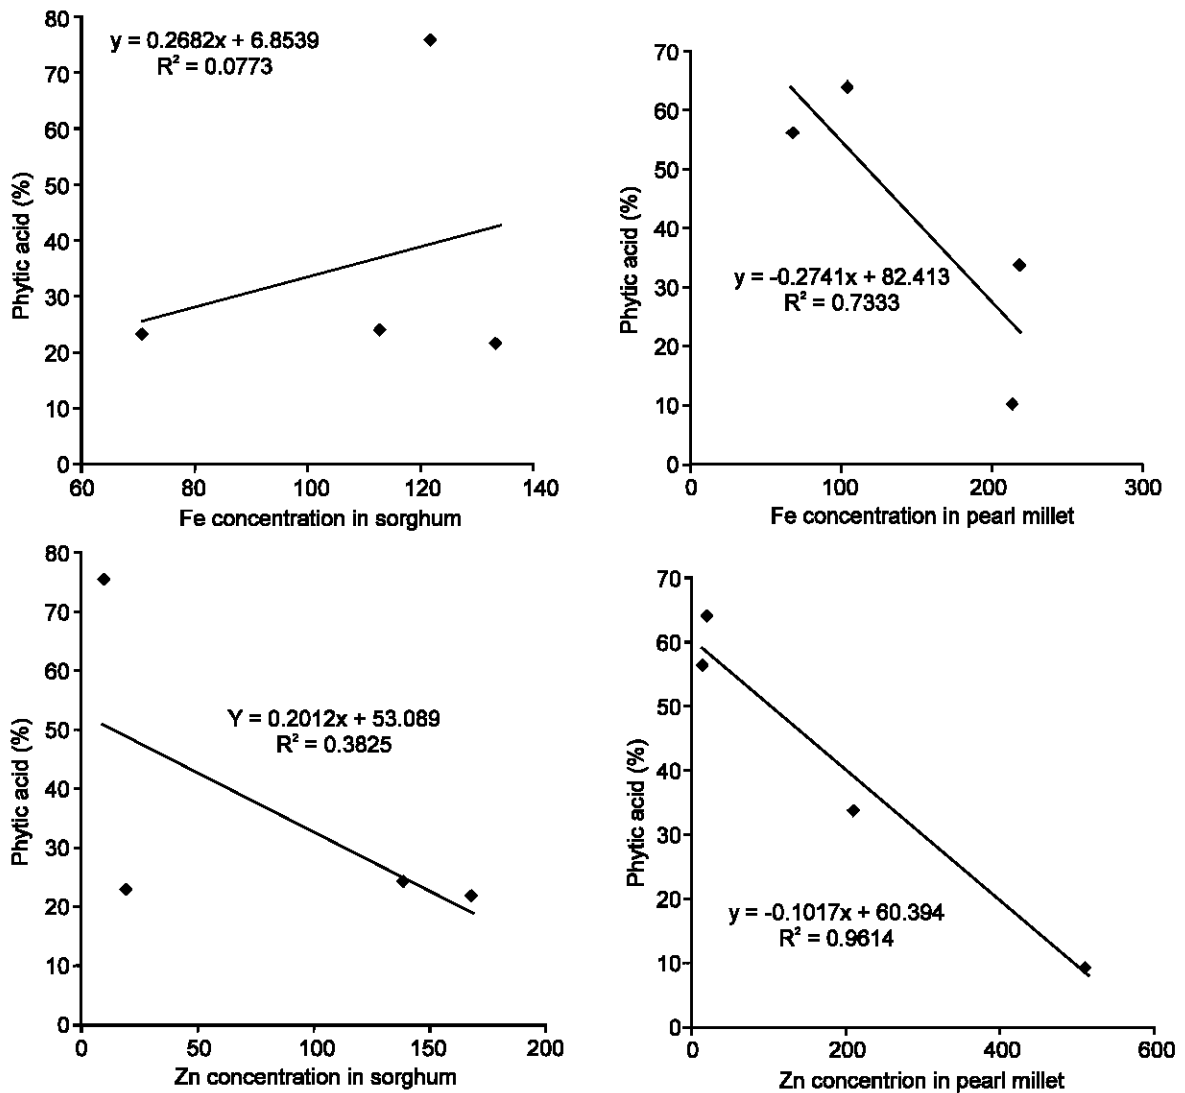 80
70
60
50
40
30
20
10
0
Phytic acid (%)
y = 0.2682x + 6.8539
R² = 0.0773
60 80 100 120 140
Fe concentration in sorghum
70
60
50
40
30
20
10
0
Phytic acid (%)
y = -0.2741x + 82.413
R² = 0.7333
0 100 200 300
Fe concentration in pearl millet
80
70
60
50
40
30
20
10
0
Phytic acid (%)
Y = 0.2012x + 53.089
R² = 0.3825
0 50 100 150 200
Zn concentration in sorghum
70
60
50
40
30
20
10
0
Phytic acid (%)
y = -0.1017x + 60.394
R² = 0.9614
0 200 400 600
Zn concentrion in pearl millet